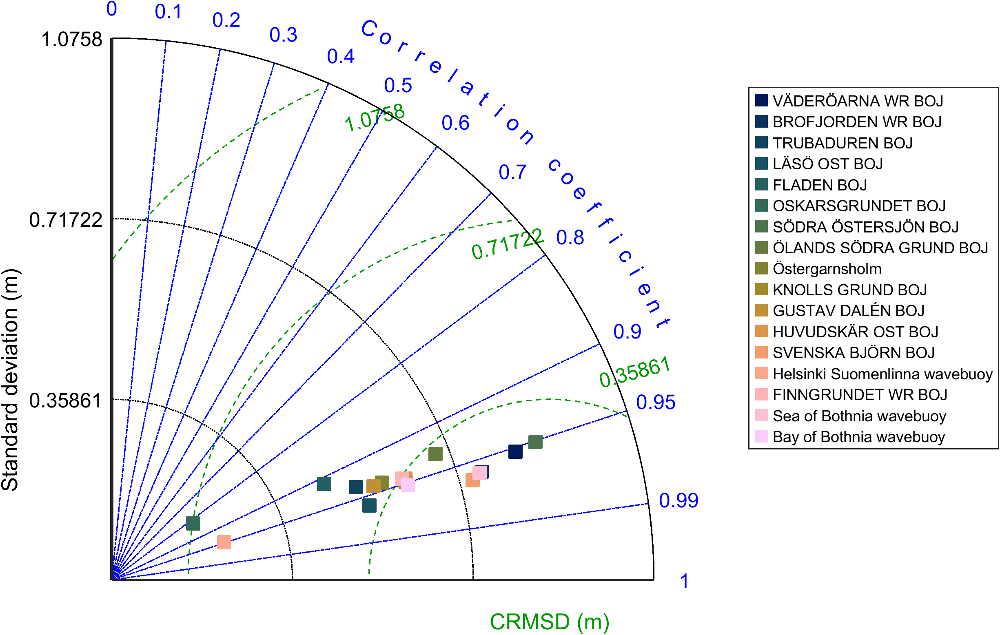 0
0.1
0.2
0.3
0.4
0.5
0.6
0.7
0.8
0.9
0.95
0.99
1
Correlation coefficient
1.0758
0.71722
0.35861
Standard deviation (m)
1.0758
0.71722
0.35861
CRMSD (m)
VÄDERÖARNA WR BOJ
BROFJORDEN WR BOJ
TRUBADUREN BOJ
LÄSÖ OST BOJ
FLADEN BOJ
OSKARSGRUNDET BOJ
SÖDRA ÖSTERSJÖN BOJ
ÖLANDS SÖDRA GRUND BOJ
Östergarnsholm
KNOLLS GRUND BOJ
GUSTAV DALÉN BOJ
HUVUDSKÄR OST BOJ
SVENSKA BJÖRN BOJ
Helsinki Suomenlinna wavebuoy
FINNGRUNDET WR BOJ
Sea of Bothnia wavebuoy
Bay of Bothnia wavebuoy